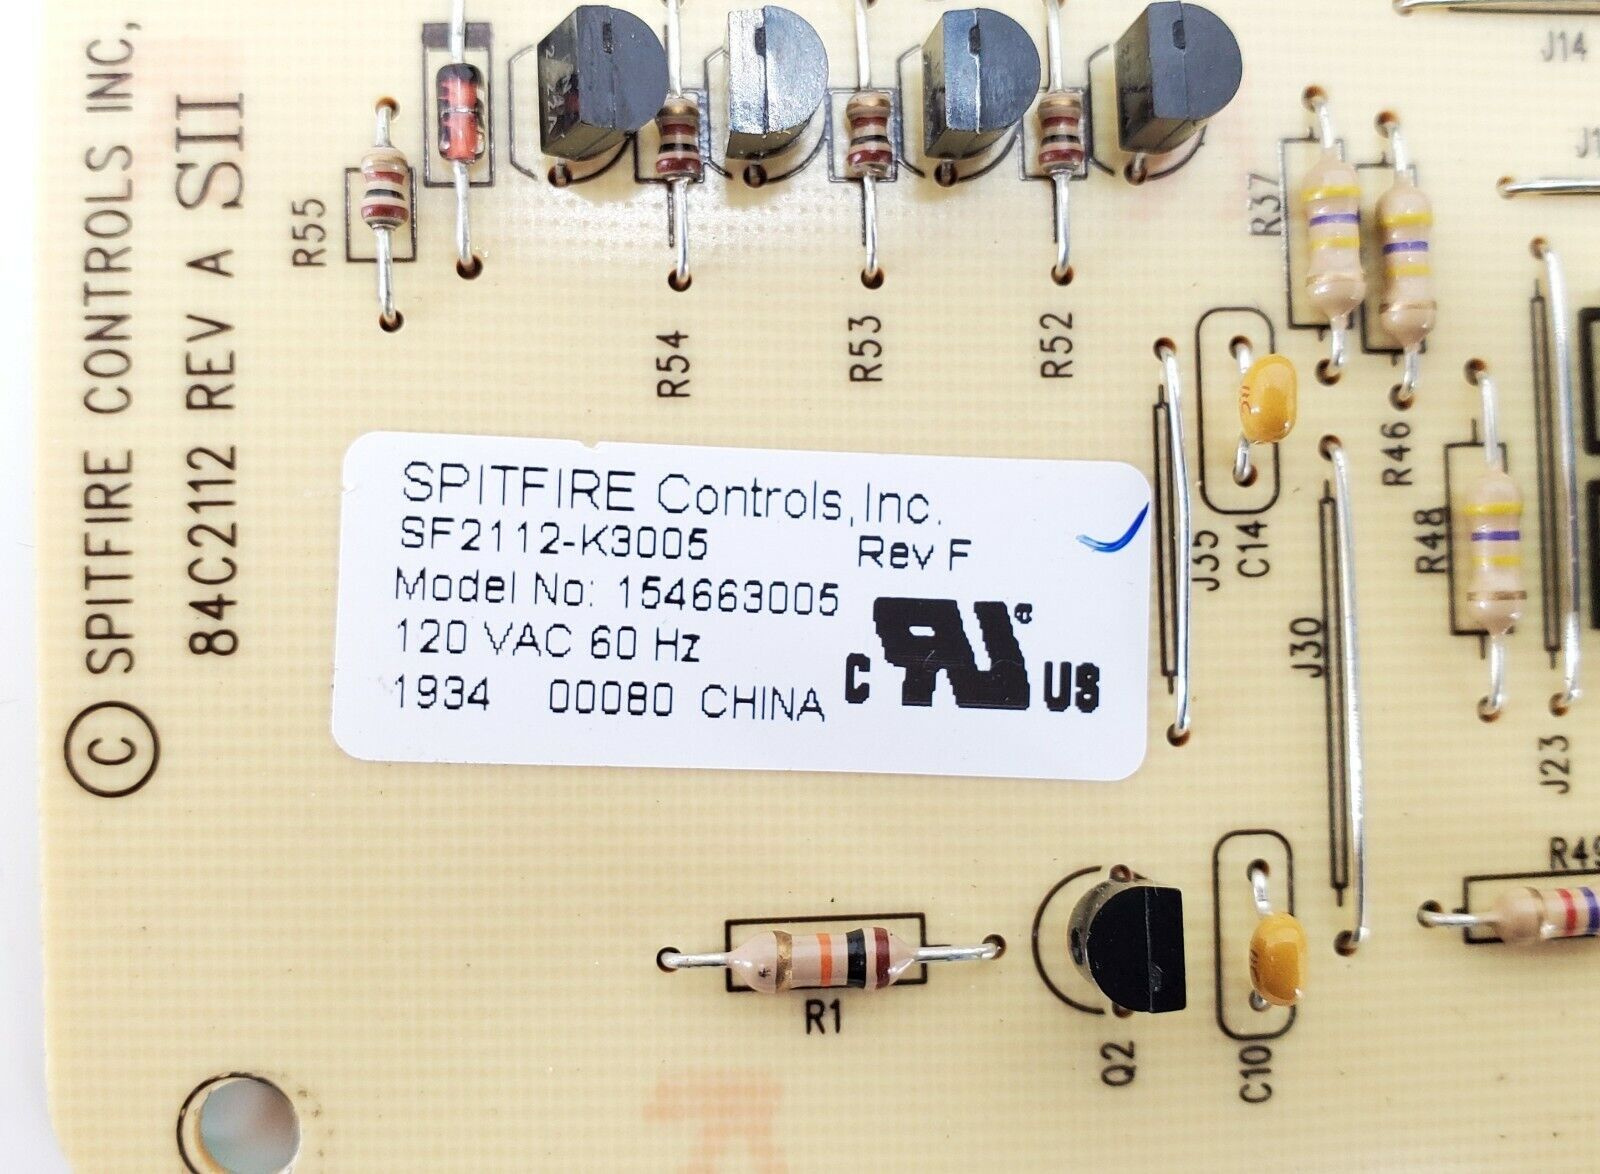 © SPITFIRE CONTROLS INC,
84C2112 REV A SII
R55
R54
R53
R52
R37
R46
R48
J14
J35
C14
J30
J23
R49
SPITFIRE Controls, Inc.
SF2112-K3005 Rev F
Model No: 154663005
120 VAC 60 Hz
1934 00080 CHINA
C US
R1
Q2
C10